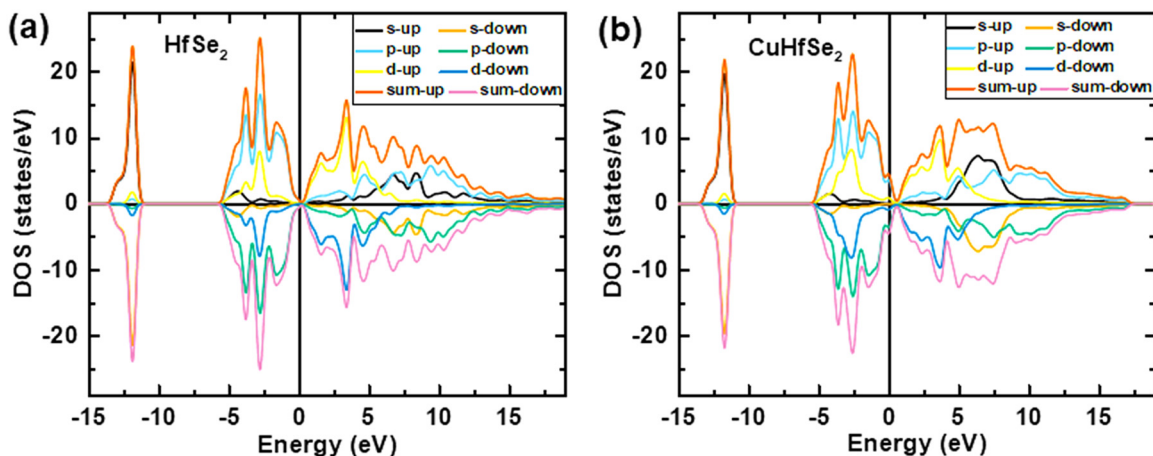 (a)
HfSe₂
s-up s-down
p-up p-down
d-up d-down
sum-up sum-down
DOS (states/eV)
20
10
0
-10
-20
-15 -10 -5 0 5 10 15
Energy (eV)
(b)
CuHfSe₂
s-up s-down
p-up p-down
d-up d-down
sum-up sum-down
DOS (states/eV)
20
10
0
-10
-20
-15 -10 -5 0 5 10 15
Energy (eV)